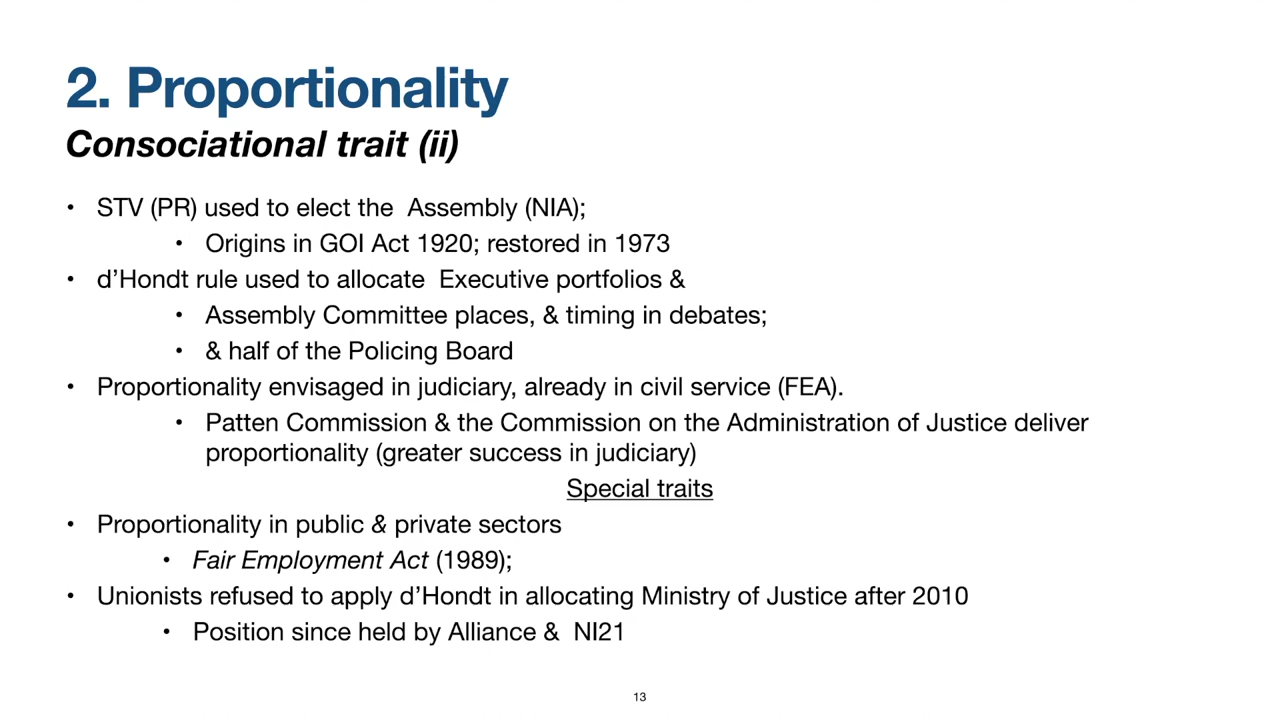 2. Proportionality
Consociational trait (ii)
• STV (PR) used to elect the  Assembly (NIA);
• Origins in GOI Act 1920; restored in 1973
• d’Hondt rule used to allocate  Executive portfolios &
• Assembly Committee places, & timing in debates;
• & half of the Policing Board
• Proportionality envisaged in judiciary, already in civil service (FEA).
• Patten Commission & the Commission on the Administration of Justice deliver
proportionality (greater success in judiciary)
Special traits
• Proportionality in public & private sectors
• Fair Employment Act (1989);
• Unionists refused to apply d’Hondt in allocating Ministry of Justice after 2010
• Position since held by Alliance &  NI21
13